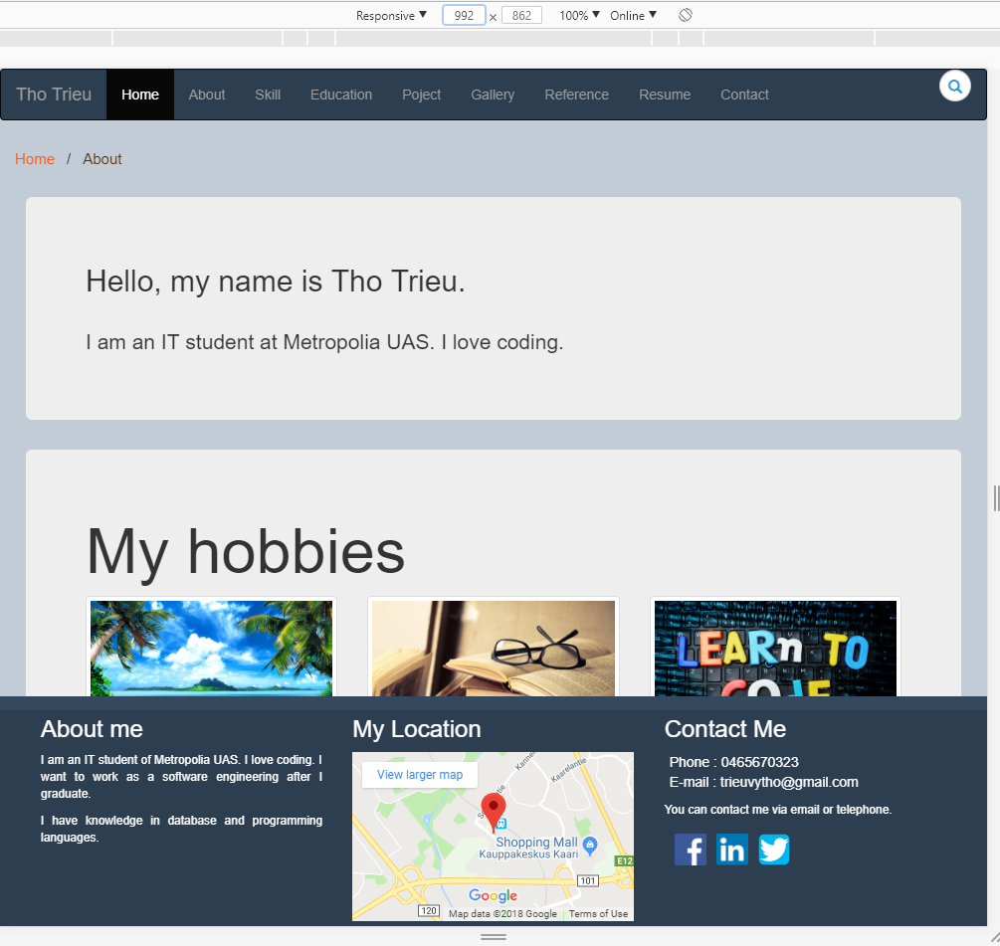 Responsive ▼ 992 × 862 100% ▼ Online ▼
Tho Trieu Home About Skill Education Poject Gallery Reference Resume Contact
Home / About
Hello, my name is Tho Trieu.
I am an IT student at Metropolia UAS. I love coding.
My hobbies
LEARn TO
CODE
About me
I am an IT student of Metropolia UAS. I love coding. I
want to work as a software engineering after I
graduate.
I have knowledge in database and programming
languages.
My Location
View larger map
Kaarelantie
Shopping Mall
Kauppakeskus Kaari
E12
101
120
Google
Map data ©2018 Google Terms of Use
Contact Me
Phone : 0465670323
E-mail : trieuvytho@gmail.com
You can contact me via email or telephone.
f in